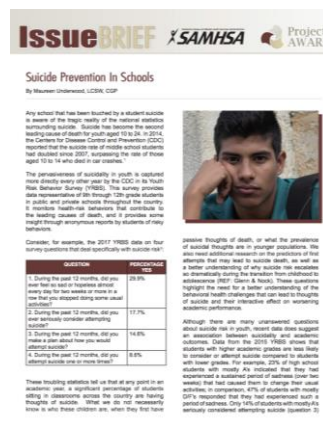 IssueBRIEF
SAMHSA
Project
AWAR
Suicide Prevention In Schools
By Maureen Underwood, LCSW, CGP
Any school that has been touched by a student suicide
is aware of the tragic reality of the national statistics
surrounding suicide. Suicide has become the second
leading cause of death for youth aged 10 to 24. In 2014,
the Centers for Disease Control and Prevention (CDC)
reported that the suicide rate of middle school students
had doubled since 2007, surpassing the rate of those
aged 10 to 14 who died in car crashes.
The pervasiveness of suicidality in youth is captured
more directly every other year by the CDC in its Youth
Risk Behavior Survey (YRBS). This survey provides
data representative of 9th through 12th grade students
in public and private schools throughout the country.
It monitors health-risk behaviors that contribute to
the leading causes of death, and it provides some
insight through anonymous reports by students of risky
behaviors.
Consider, for example, the 2017 YRBS data on four
survey questions that deal specifically with suicide risk:
QUESTION
PERCENTAGE
YES
1. During the past 12 months, did you
ever feel so sad or hopeless almost
every day for two weeks or more in a
row that you stopped doing some usual
activities?
29.9%
2. During the past 12 months, did you
ever seriously consider attempting
suicide?
17.7%
3. During the past 12 months, did you
make a plan about how you would
attempt suicide?
14.6%
4. During the past 12 months, did you
attempt suicide one or more times?
8.6%
These troubling statistics tell us that at any point in an
academic year, a significant percentage of students
sitting in classrooms across the country are having
thoughts of suicide. What we do not necessarily
know is who these children are, when they first have
passive thoughts of death, or what the prevalence
of suicidal thoughts are in younger populations. We
also need additional research on the predictors of first
attempts that may lead to suicide death, as well as
a better understanding of why suicide risk escalates
so dramatically during the transition from childhood to
adolescence (REF: Glenn & Nock). These questions
highlight the need for a better understanding of the
behavioral health challenges that can lead to thoughts
of suicide and their interactive effect on worsening
academic performance.
Although there are many unanswered questions
about suicide risk in youth, recent data does suggest
an association between suicidality and academic
outcomes. Data from the 2015 YRBS shows that
students with higher academic grades are less likely
to consider or attempt suicide compared to students
with lower grades. For example, 23% of high school
students with mostly A's indicated that they had
experienced a sustained period of sadness (over two
weeks) that had caused them to change their usual
activities; in comparison, 47% of students with mostly
D/F's responded that they had experienced such a
period of sadness. Only 14% of students with mostly A's
seriously considered attempting suicide (question 3)